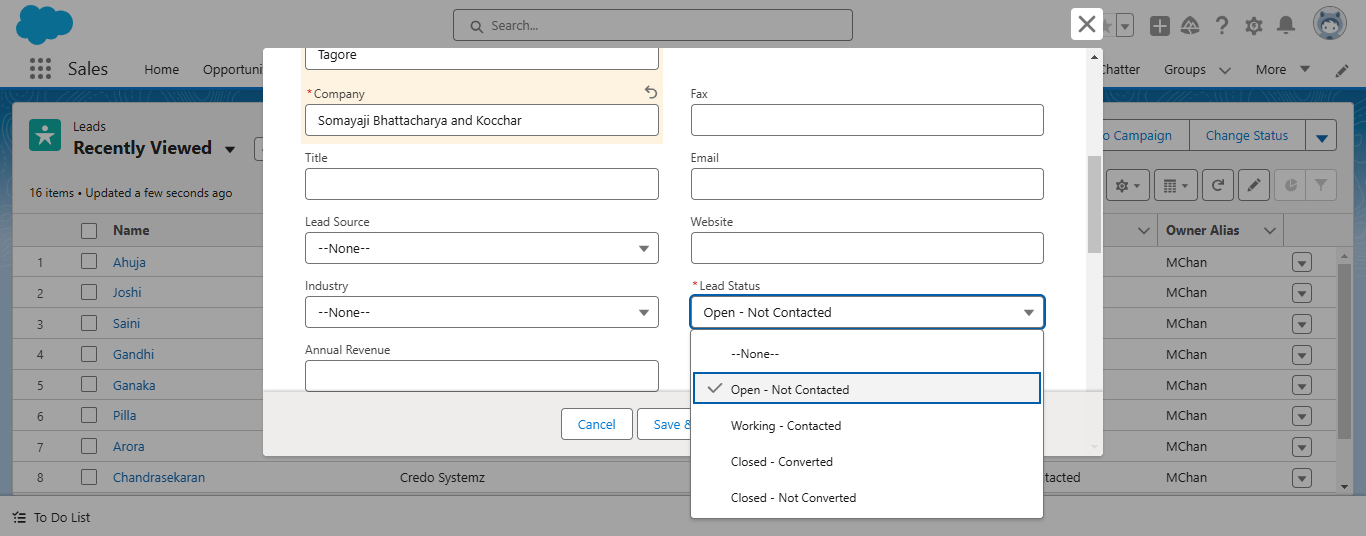 Search...
Sales
Home
Opportuni
Chatter
Groups
More
Leads
Recently Viewed
o Campaign
Change Status
16 items • Updated a few seconds ago
Name
Owner Alias
1 Ahuja MChan
2 Joshi MChan
3 Saini MChan
4 Gandhi MChan
5 Ganaka MChan
6 Pilla MChan
7 Arora MChan
8 Chandrasekaran Credo Systemz tacted MChan
Tagore
*Company
Somayaji Bhattacharya and Kocchar
Fax
Title
Email
Lead Source
--None--
Website
Industry
--None--
*Lead Status
Open - Not Contacted
Annual Revenue
--None--
Open - Not Contacted
Working - Contacted
Closed - Converted
Closed - Not Converted
Cancel
Save &
To Do List